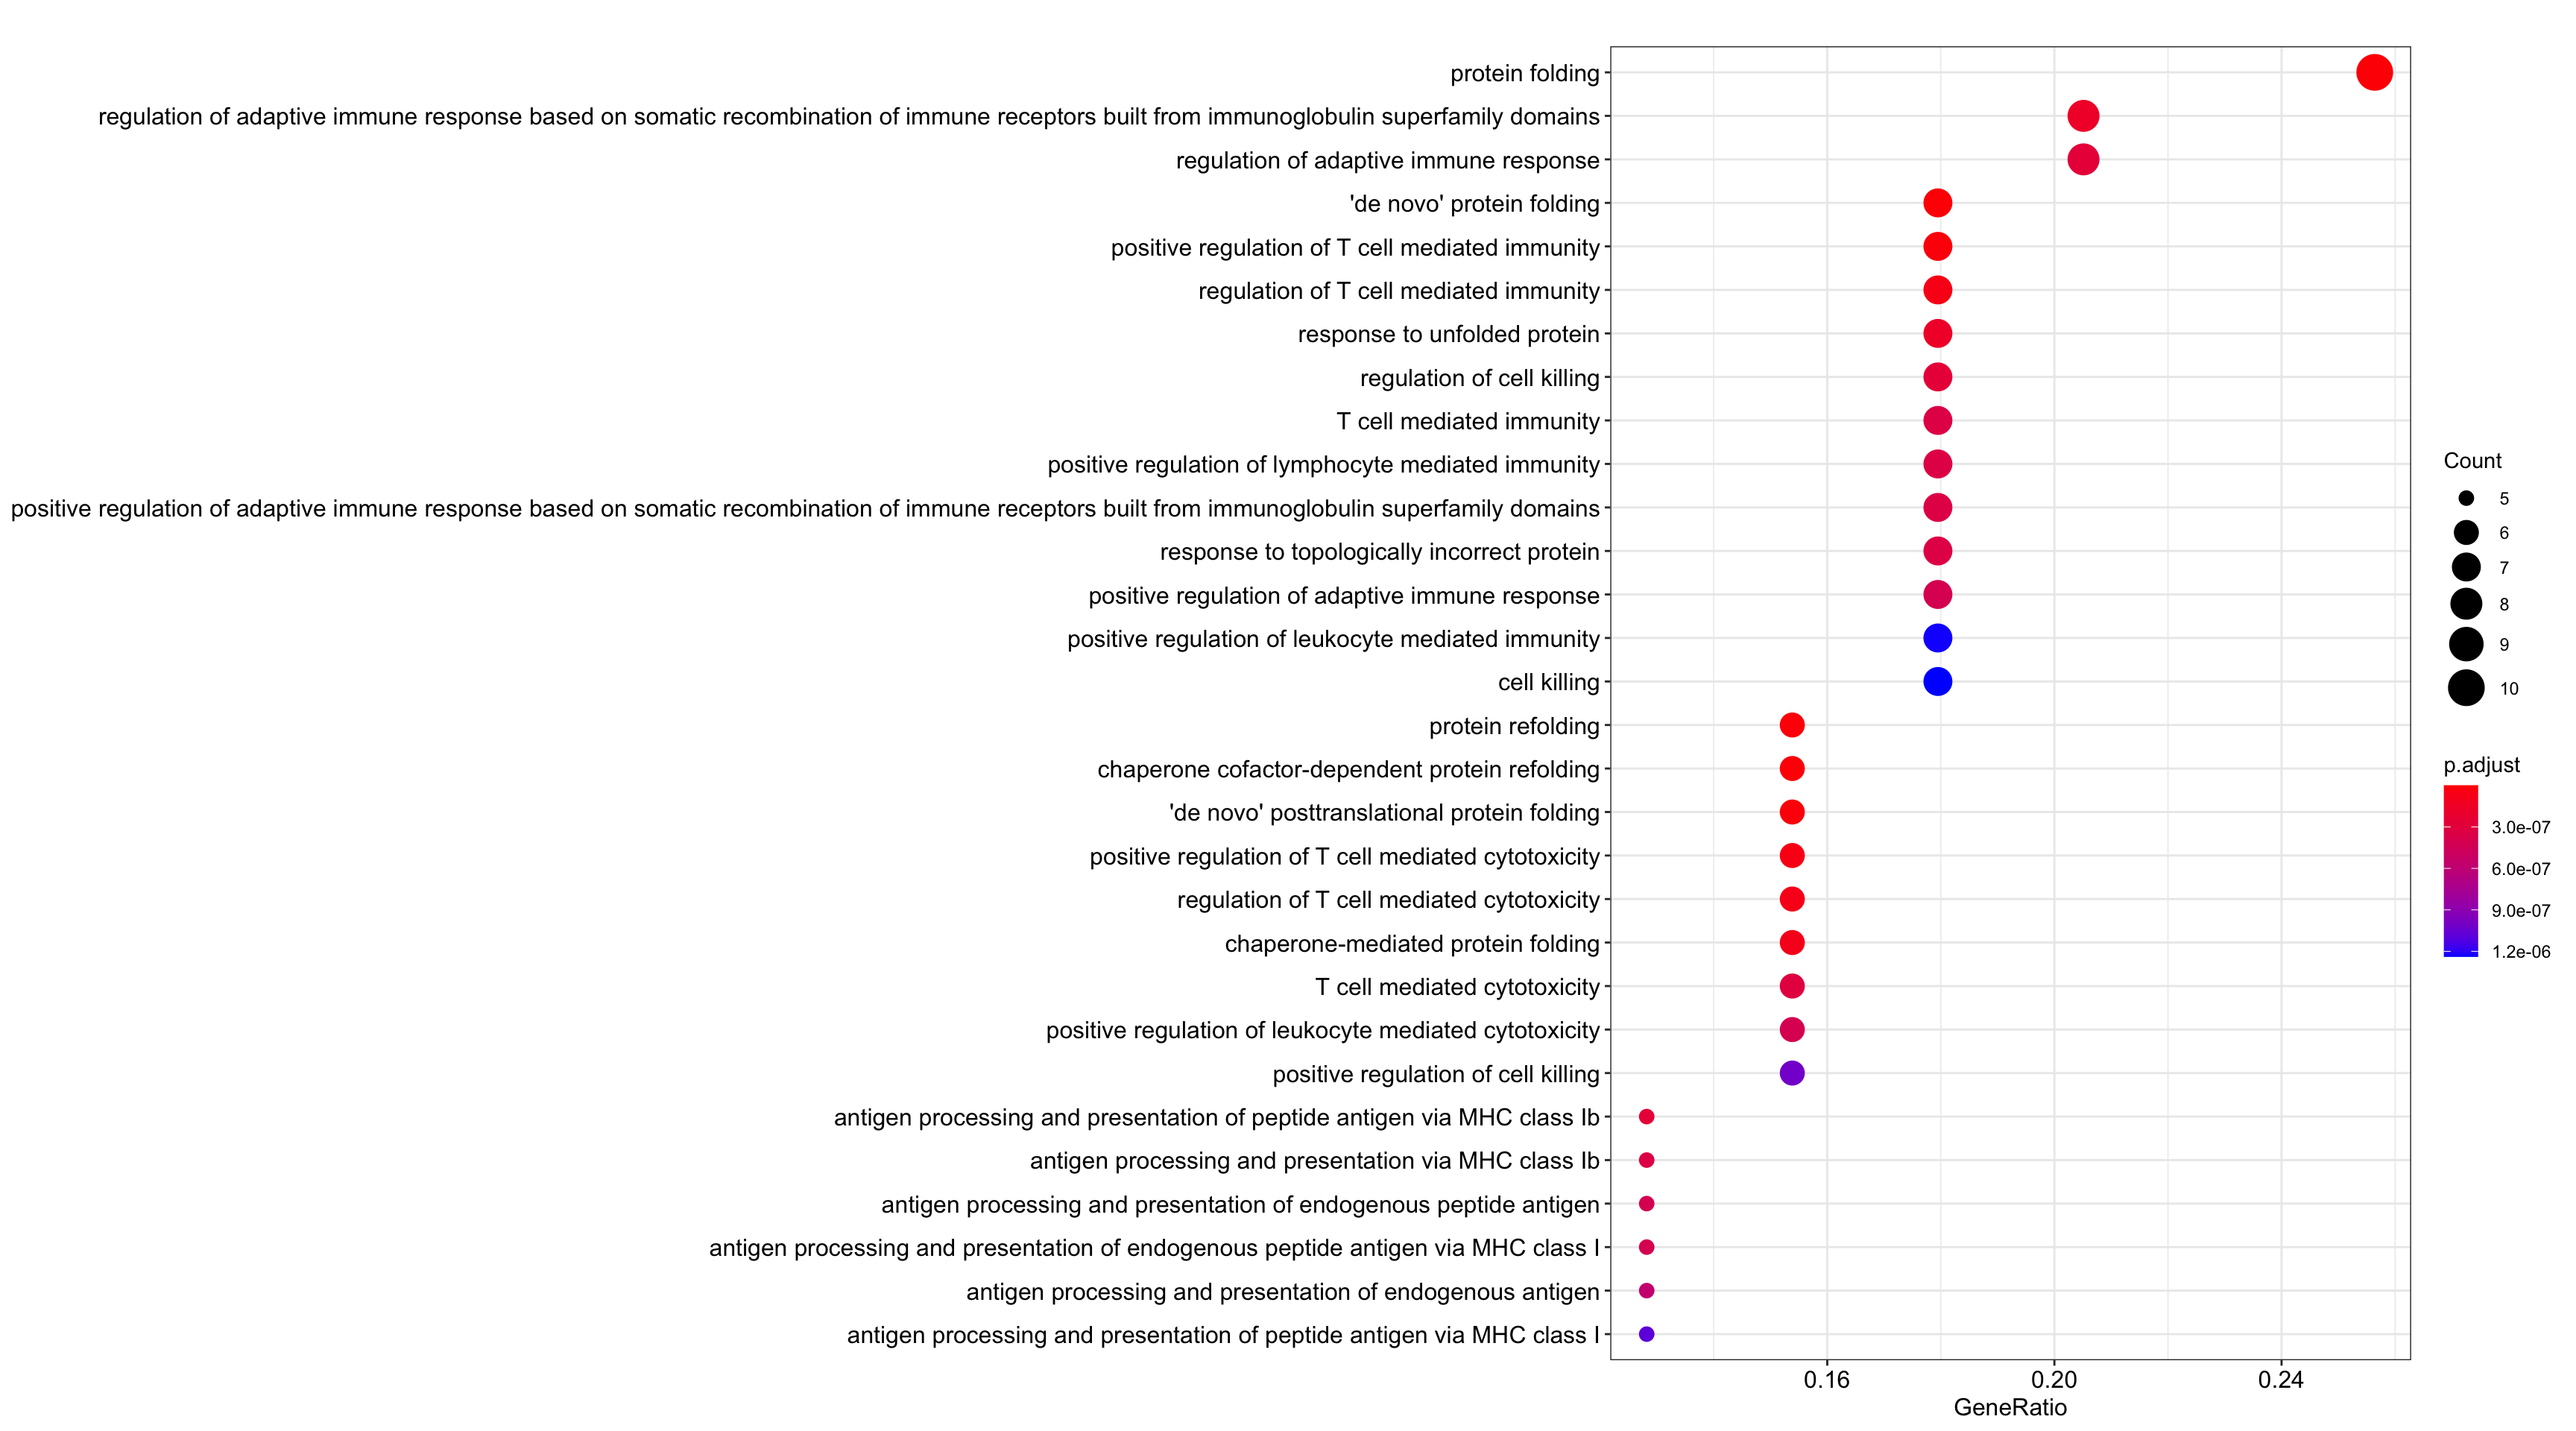 protein folding
regulation of adaptive immune response based on somatic recombination of immune receptors built from immunoglobulin superfamily domains
regulation of adaptive immune response
'de novo' protein folding
positive regulation of T cell mediated immunity
regulation of T cell mediated immunity
response to unfolded protein
regulation of cell killing
T cell mediated immunity
positive regulation of lymphocyte mediated immunity
positive regulation of adaptive immune response based on somatic recombination of immune receptors built from immunoglobulin superfamily domains
response to topologically incorrect protein
positive regulation of adaptive immune response
positive regulation of leukocyte mediated immunity
cell killing
protein refolding
chaperone cofactor-dependent protein refolding
'de novo' posttranslational protein folding
positive regulation of T cell mediated cytotoxicity
regulation of T cell mediated cytotoxicity
chaperone-mediated protein folding
T cell mediated cytotoxicity
positive regulation of leukocyte mediated cytotoxicity
positive regulation of cell killing
antigen processing and presentation of peptide antigen via MHC class Ib
antigen processing and presentation via MHC class Ib
antigen processing and presentation of endogenous peptide antigen
antigen processing and presentation of endogenous peptide antigen via MHC class I
antigen processing and presentation of endogenous antigen
antigen processing and presentation of peptide antigen via MHC class I
0.16
0.20
0.24
GeneRatio
Count
5
6
7
8
9
10
p.adjust
3.0e-07
6.0e-07
9.0e-07
1.2e-06